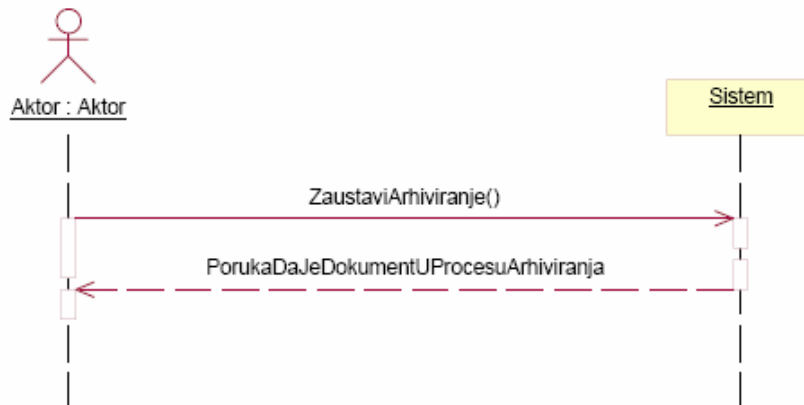 Aktor : Aktor
Sistem
ZaustaviArhiviranje()
PorukaDaJeDokumentUProcesuArhiviranja